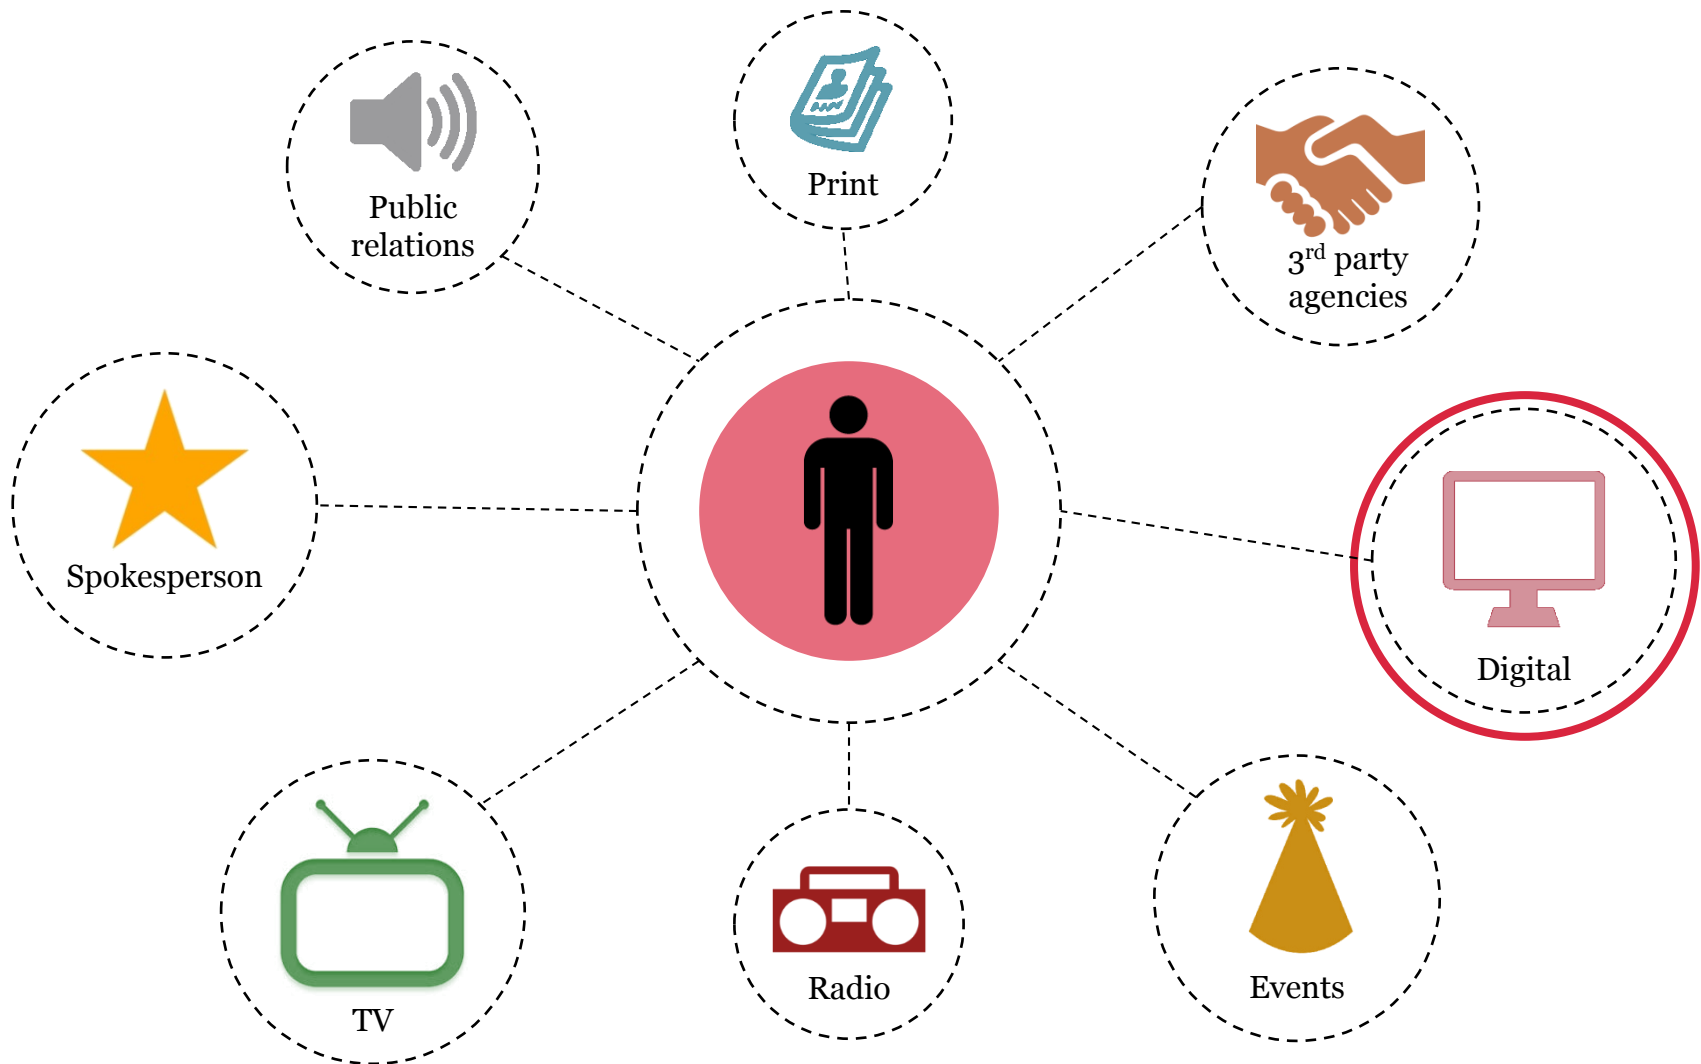 Print
Public
relations
3rd party
agencies
Spokesperson
Digital
TV
Radio
Events